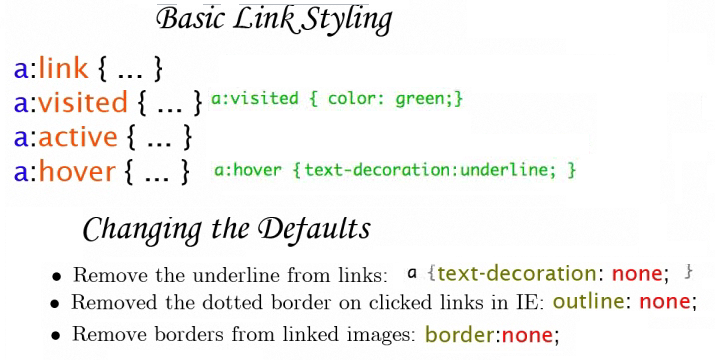 Basic Link Styling
a:link { ... }
a:visited { ... } a:visited { color: green;}
a:active { ... }
a:hover { ... } a:hover {text-decoration:underline; }
Changing the Defaults
• Remove the underline from links: a {text-decoration: none; }
• Removed the dotted border on clicked links in IE: outline: none;
• Remove borders from linked images: border:none;